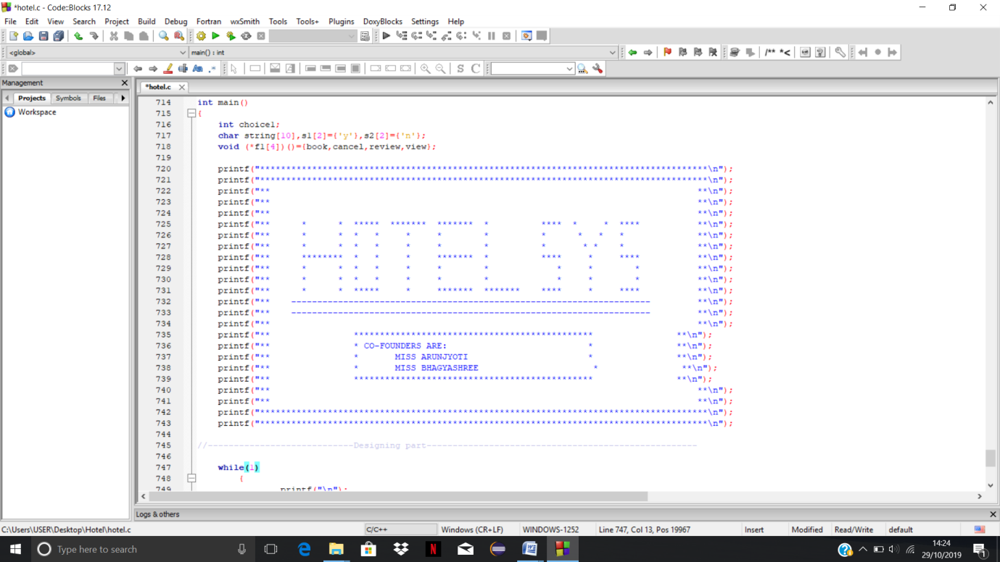 *hotel.c - Code::Blocks 17.12
File Edit View Search Project Build Debug Fortran wxSmith Tools Tools+ Plugins DoxyBlocks Settings Help
<global> main() : int
/** *<
Aa .* S C
Management
Projects Symbols Files
Workspace
*hotel.c
714 int main()
715 {
716 int choice1;
717 char string[10],s1[2]={'y'},s2[2]={'n'};
718 void (*f1[4])()={book,cancel,review,view};
719
720 printf("**************************************************************************************\n");
721 printf("**************************************************************************************\n");
722 printf("**                                                                                  **\n");
723 printf("**                                                                                  **\n");
724 printf("**                                                                                  **\n");
725 printf("**      *      *  *****  *******  *******  *          ****  *     *  ****           **\n");
726 printf("**      *      *  *   *     *     *        *          *      *   *   *              **\n");
727 printf("**      *      *  *   *     *     *        *          *       * *    *              **\n");
728 printf("**      ********  *   *     *     *******  *          ****     *     ****           **\n");
729 printf("**      *      *  *   *     *     *        *             *     *        *           **\n");
730 printf("**      *      *  *   *     *     *        *             *     *        *           **\n");
731 printf("**      *      *  *****     *     *******  *******    ****     *     ****           **\n");
732 printf("**    ---------------------------------------------------------------------         **\n");
733 printf("**    ---------------------------------------------------------------------         **\n");
734 printf("**                                                                                  **\n");
735 printf("**                **********************************************                **\n");
736 printf("**                * CO-FOUNDERS ARE:                           *                **\n");
737 printf("**                *       MISS ARUNJYOTI                       *                **\n");
738 printf("**                *       MISS BHAGYASHREE                      *                **\n");
739 printf("**                **********************************************                **\n");
740 printf("**                                                                                  **\n");
741 printf("**                                                                                  **\n");
742 printf("**************************************************************************************\n");
743 printf("**************************************************************************************\n");
744
745 //----------------------------Designing part----------------------------------------------------
746
747 while(1)
748 {
749 printf("\n");
Logs & others
C:\Users\USER\Desktop\Hotel\hotel.c C/C++ Windows (CR+LF) WINDOWS-1252 Line 747, Col 13, Pos 19967 Insert Modified Read/Write default
Type here to search
14:24
29/10/2019
1